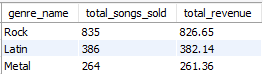 genre_name total_songs_sold total_revenue
Rock 835 826.65
Latin 386 382.14
Metal 264 261.36